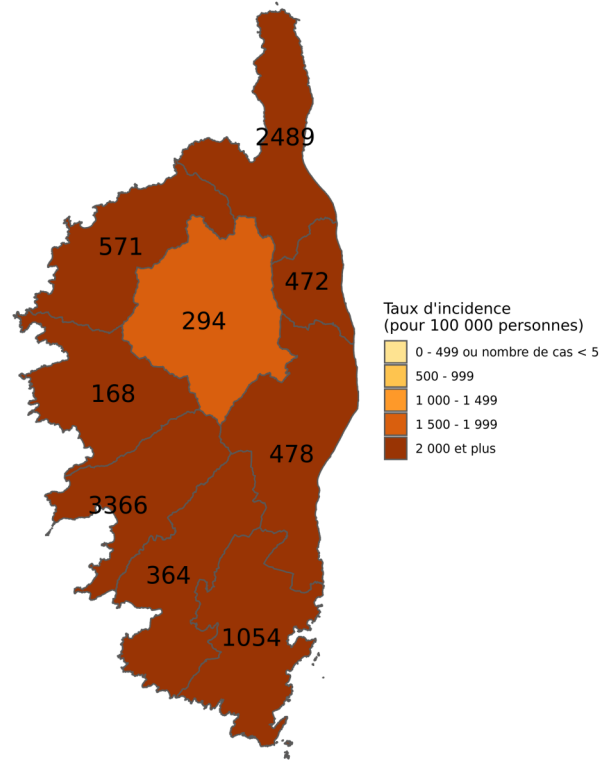 2489
571
472
294
Taux d'incidence
(pour 100 000 personnes)
0 - 499 ou nombre de cas < 5
500 - 999
1 000 - 1 499
1 500 - 1 999
2 000 et plus
168
478
3366
364
1054